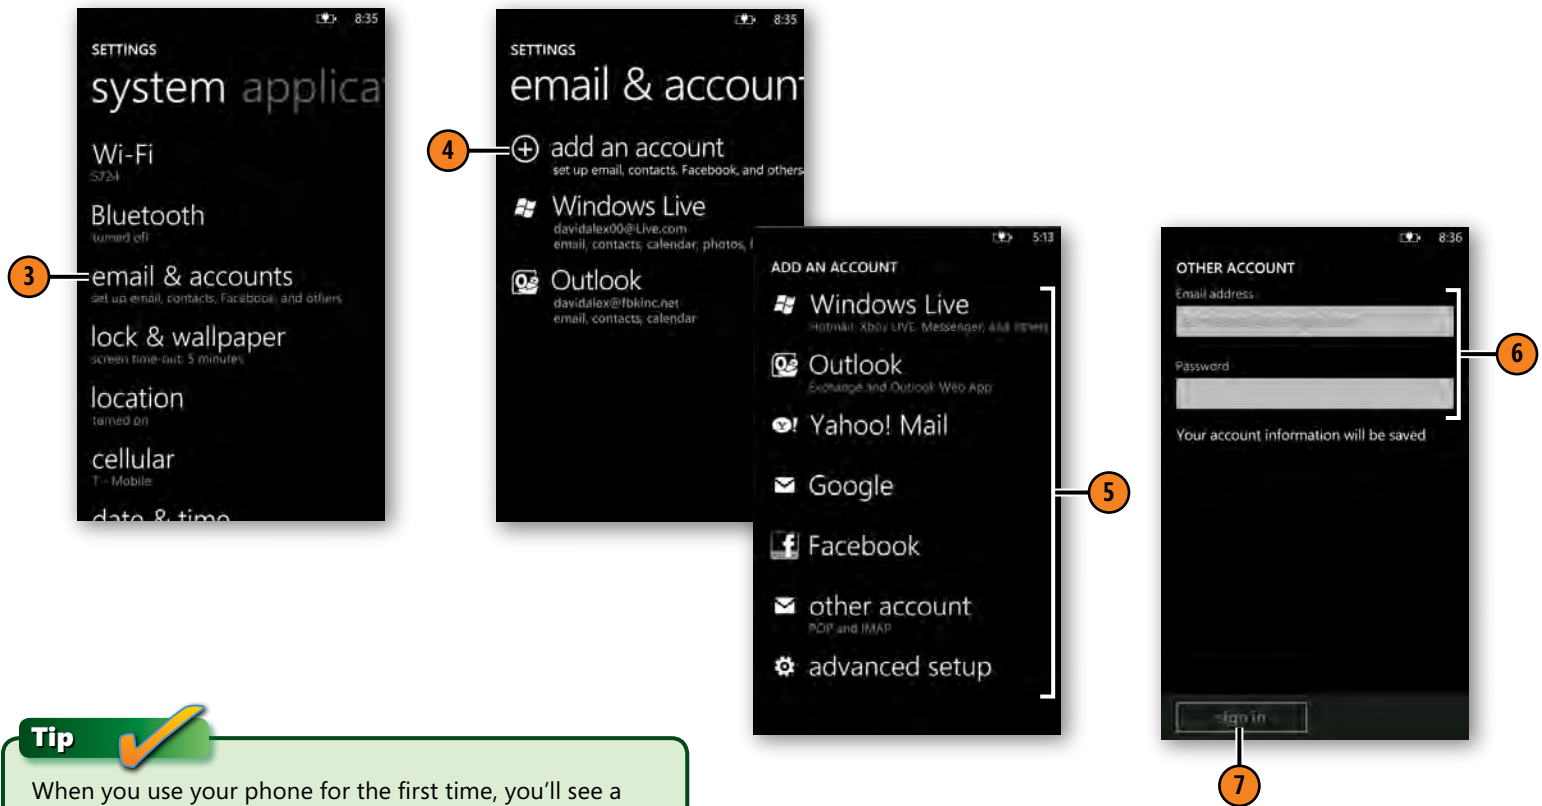 8:35
SETTINGS
system applica
Wi-Fi
S724
Bluetooth
turned off
3
email & accounts
set up email, contacts, Facebook, and others
lock & wallpaper
screen time-out: 5 minutes
location
turned on
cellular
T - Mobile
date & time
8:35
SETTINGS
email & accoun
4
add an account
set up email, contacts, Facebook, and others
Windows Live
davidalex00@Live.com
email, contacts, calendar, photos,
Outlook
davidalex@fbkinc.net
email, contacts, calendar
5:13
ADD AN ACCOUNT
Windows Live
Hotmail, Xbox LIVE, Messenger, and others
Outlook
Exchange and Outlook Web App
Yahoo! Mail
Google
5
Facebook
other account
POP and IMAP
advanced setup
8:36
OTHER ACCOUNT
Email address
6
Password
Your account information will be saved
sign in
7
Tip
When you use your phone for the first time, you'll see a